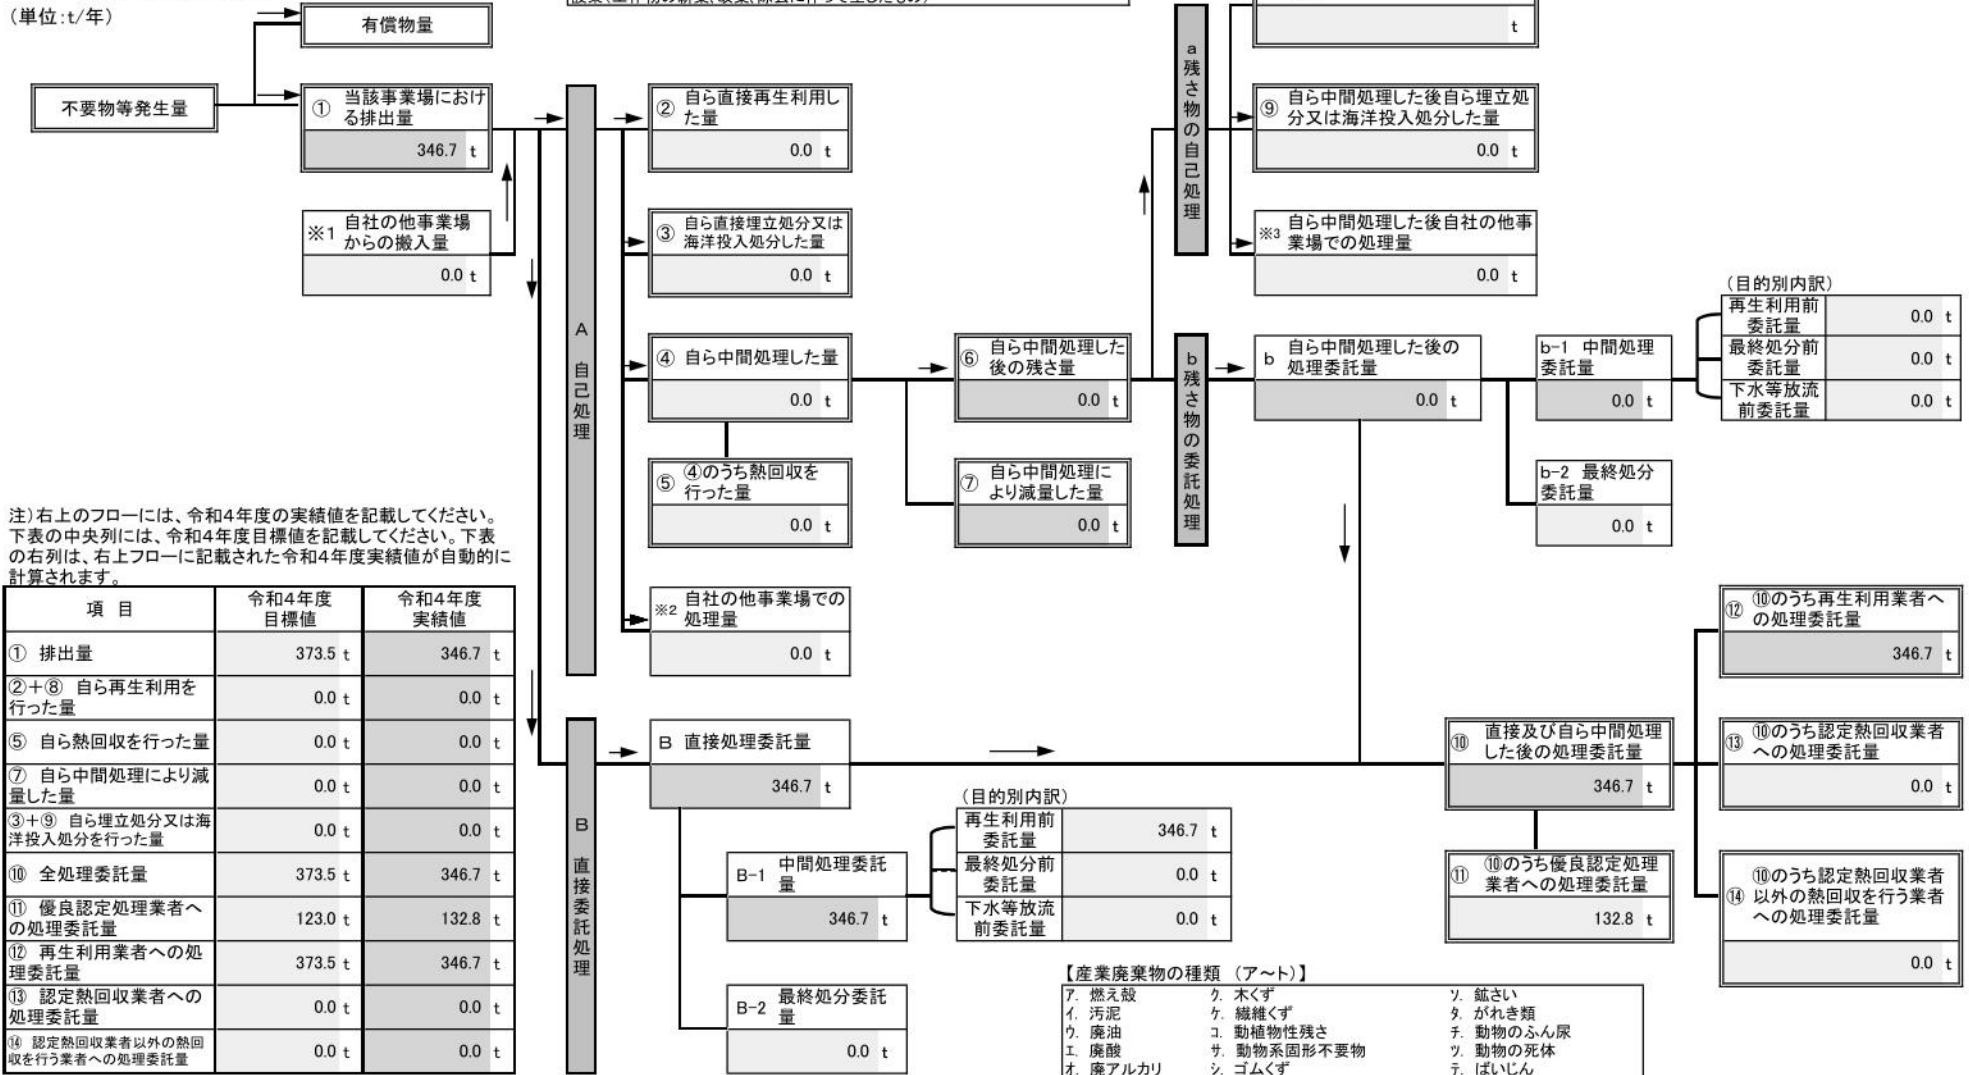 (単位:t/年)
有償物量
不要物等発生量
① 当該事業場におけ
る排出量
346.7 t
※1 自社の他事業場
からの搬入量
0.0 t
A 自己処理
② 自ら直接再生利用し
た量
0.0 t
③ 自ら直接埋立処分又は
海洋投入処分した量
0.0 t
④ 自ら中間処理した量
0.0 t
⑤ ④のうち熱回収を
行った量
0.0 t
※2 自社の他事業場での
処理量
0.0 t
⑥ 自ら中間処理した
後の残さ量
0.0 t
⑦ 自ら中間処理に
より減量した量
0.0 t
a 残さ物の自己処理
t
⑨ 自ら中間処理した後自ら埋立処
分又は海洋投入処分した量
0.0 t
※3 自ら中間処理した後自社の他事
業場での処理量
0.0 t
b 残さ物の委託処理
b 自ら中間処理した後の
処理委託量
0.0 t
b-1 中間処理
委託量
0.0 t
(目的別内訳)
再生利用前
委託量
0.0 t
最終処分前
委託量
0.0 t
下水等放流
前委託量
0.0 t
b-2 最終処分
委託量
0.0 t
注)右上のフローには、令和4年度の実績値を記載してください。
下表の中央列には、令和4年度目標値を記載してください。下表
の右列は、右上フローに記載された令和4年度実績値が自動的に
計算されます。
項 目 令和4年度 目標値 令和4年度 実績値
① 排出量 373.5 t 346.7 t
②+⑧ 自ら再生利用を
行った量 0.0 t 0.0 t
⑤ 自ら熱回収を行った量 0.0 t 0.0 t
⑦ 自ら中間処理により減
量した量 0.0 t 0.0 t
③+⑨ 自ら埋立処分又は海
洋投入処分を行った量 0.0 t 0.0 t
⑩ 全処理委託量 373.5 t 346.7 t
⑪ 優良認定処理業者へ
の処理委託量 123.0 t 132.8 t
⑫ 再生利用業者への処
理委託量 373.5 t 346.7 t
⑬ 認定熱回収業者への
処理委託量 0.0 t 0.0 t
⑭ 認定熱回収業者以外の熱回
収を行う業者への処理委託量 0.0 t 0.0 t
B 直接委託処理
B 直接処理委託量
346.7 t
B-1 中間処理委託
量
346.7 t
(目的別内訳)
再生利用前
委託量
346.7 t
最終処分前
委託量
0.0 t
下水等放流
前委託量
0.0 t
B-2 最終処分委託
量
0.0 t
⑩ 直接及び自ら中間処理
した後の処理委託量
346.7 t
⑪ ⑩のうち優良認定処理
業者への処理委託量
132.8 t
⑫ ⑩のうち再生利用業者へ
の処理委託量
346.7 t
⑬ ⑩のうち認定熱回収業者
への処理委託量
0.0 t
⑭ ⑩のうち認定熱回収業者
以外の熱回収を行う業者
への処理委託量
0.0 t
【産業廃棄物の種類 (ア~ト)】
ア. 燃え殻 ク. 木くず ソ. 鉱さい
イ. 汚泥 ケ. 繊維くず タ. がれき類
ウ. 廃油 コ. 動植物性残さ チ. 動物のふん尿
エ. 廃酸 サ. 動物系固形不要物 ツ. 動物の死体
オ. 廃アルカリ シ. ゴムくず テ. ばいじん